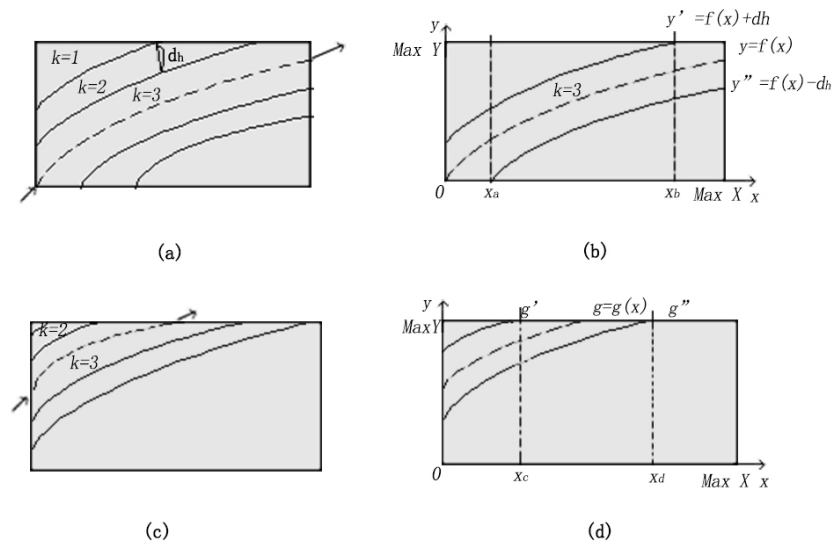 k=1
k=2
k=3
dh
(a)
y
y' =f(x)+dh
Max Y
y=f(x)
k=3
y" =f(x)-dh
0
xa
xb
Max X x
(b)
k=2
k=3
(c)
y
g'
g=g(x)
g"
MaxY
0
xc
xd
Max X x
(d)